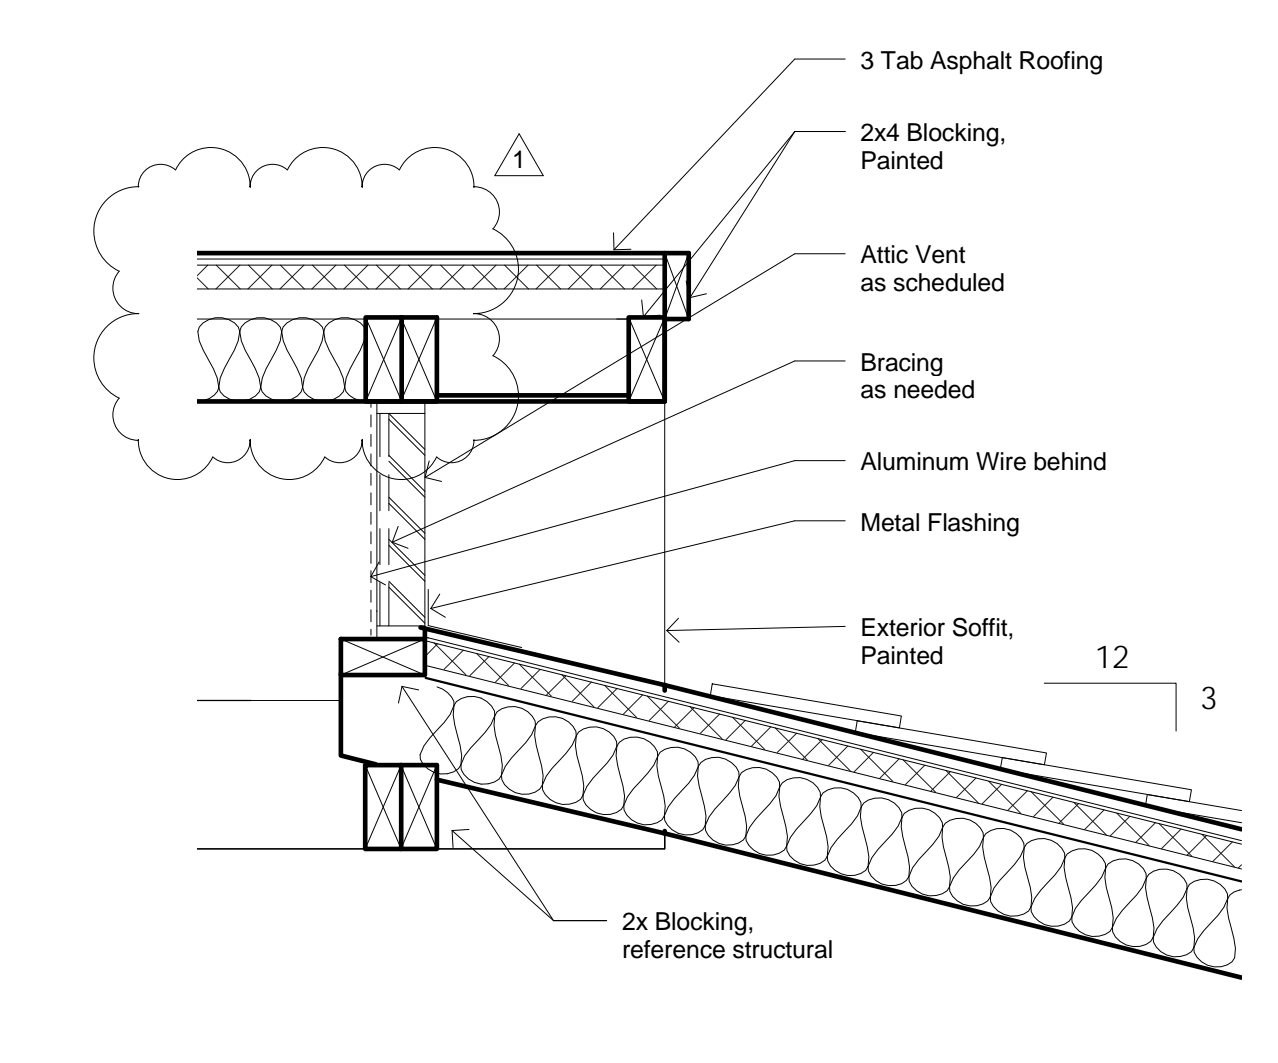 3 Tab Asphalt Roofing
1
2x4 Blocking,
Painted
Attic Vent
as scheduled
Bracing
as needed
Aluminum Wire behind
Metal Flashing
Exterior Soffit,
Painted
12
3
2x Blocking,
reference structural